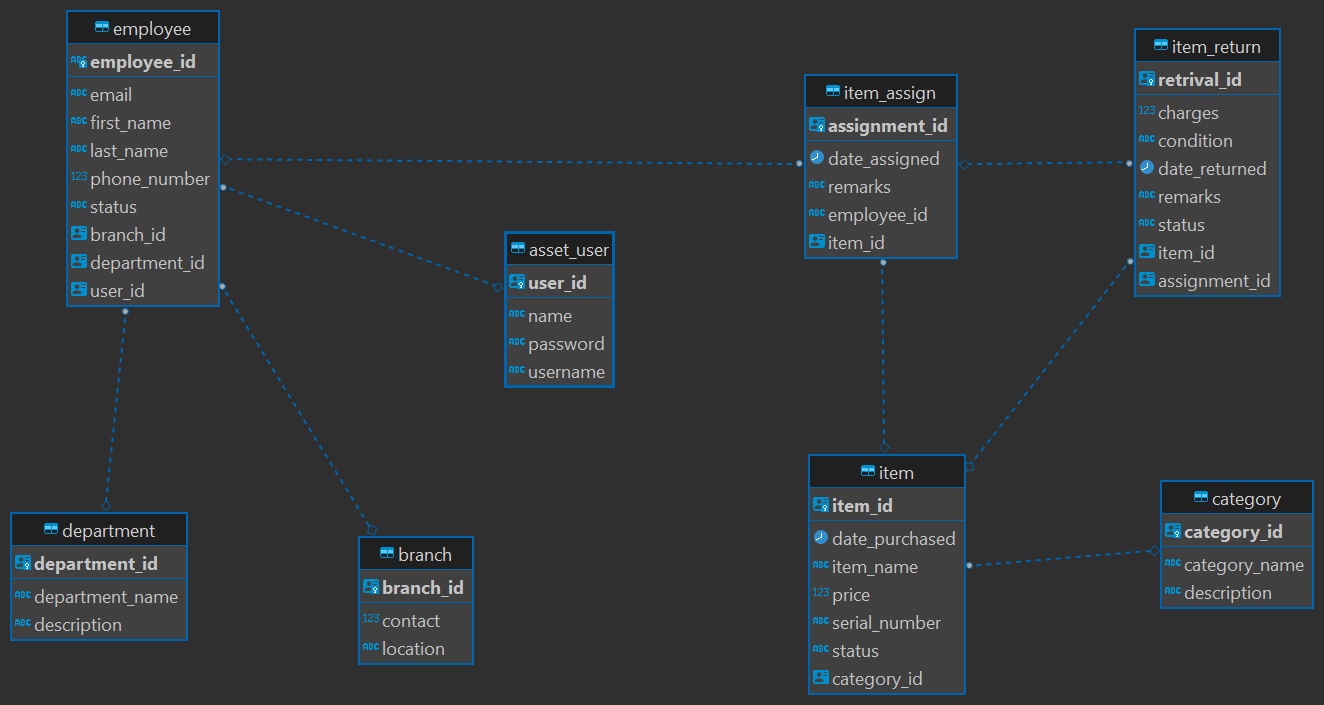 employee
employee_id
email
first_name
last_name
phone_number
status
branch_id
department_id
user_id
item_assign
assignment_id
date_assigned
remarks
employee_id
item_id
item_return
retrival_id
charges
condition
date_returned
remarks
status
item_id
assignment_id
asset_user
user_id
name
password
username
department
department_id
department_name
description
branch
branch_id
contact
location
item
item_id
date_purchased
item_name
price
serial_number
status
category_id
category
category_id
category_name
description